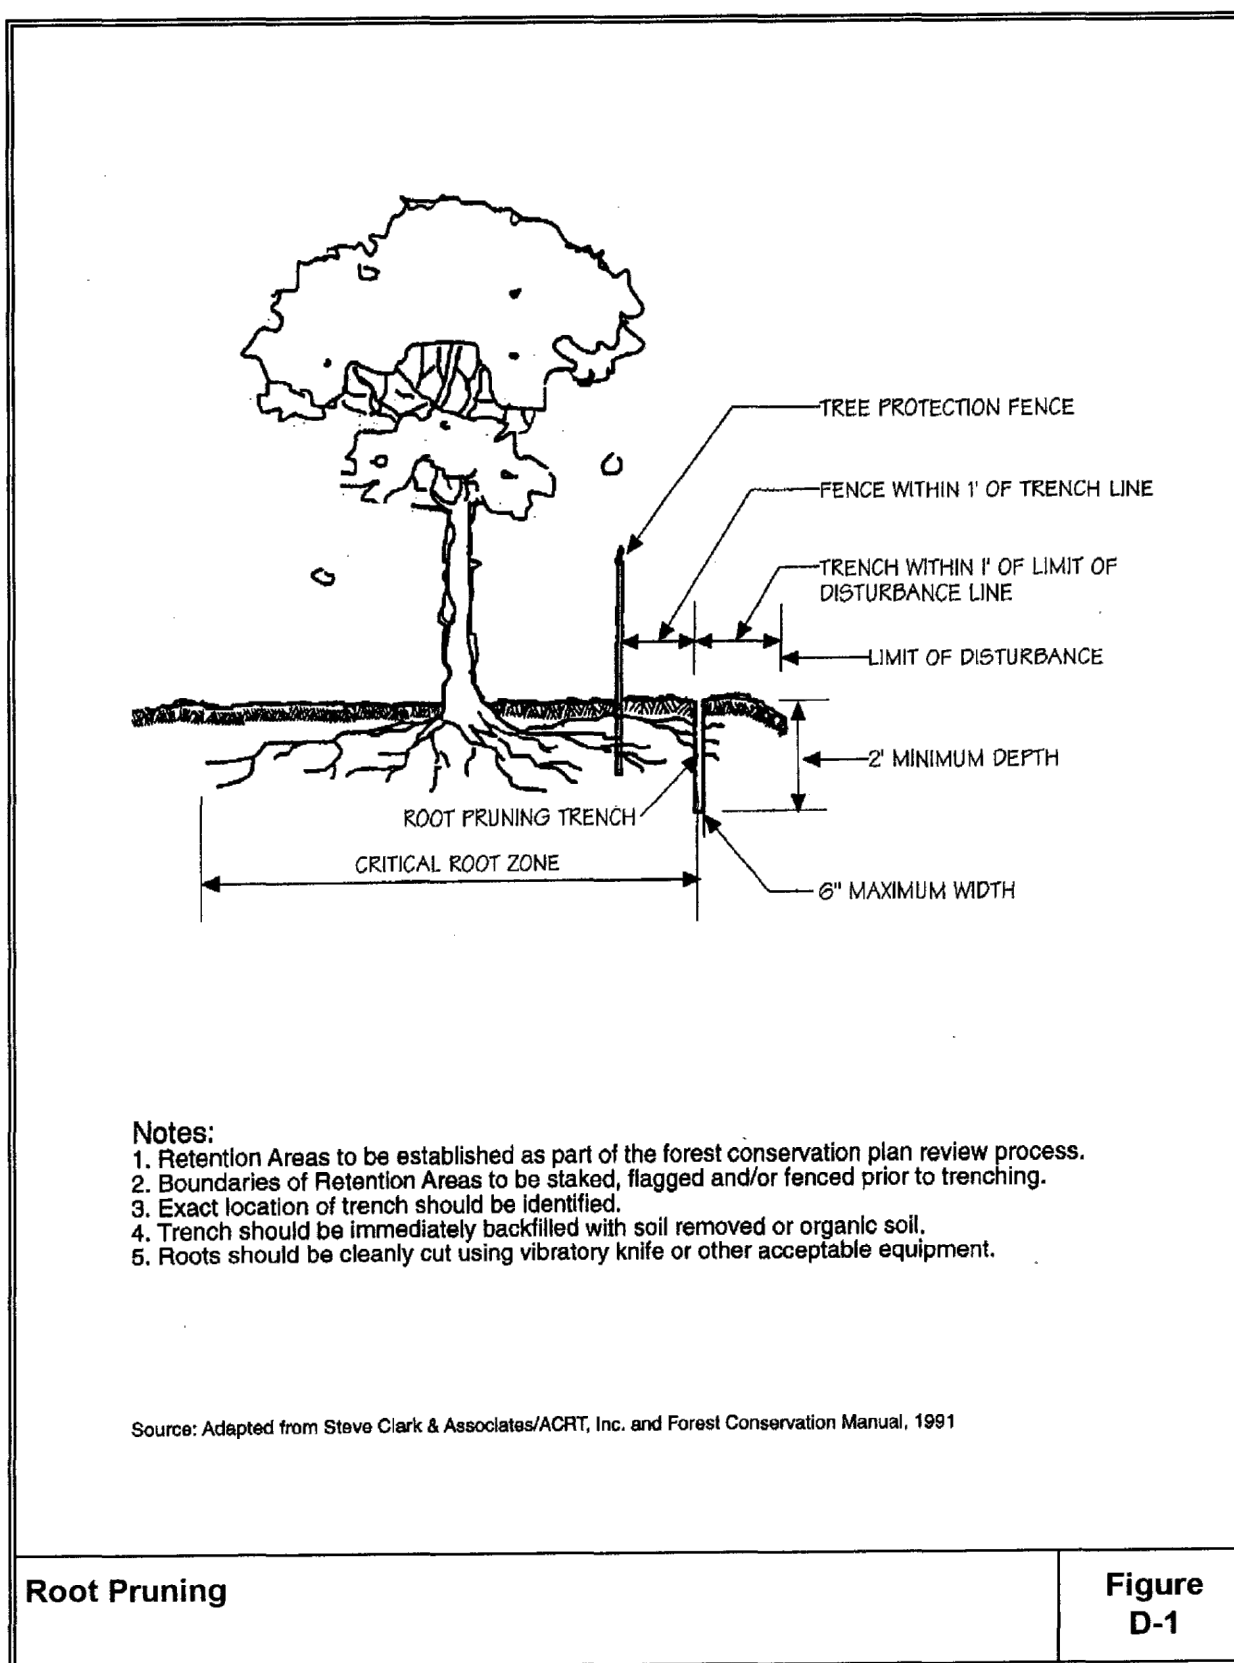 TREE PROTECTION FENCE
FENCE WITHIN 1' OF TRENCH LINE
TRENCH WITHIN 1' OF LIMIT OF
DISTURBANCE LINE
LIMIT OF DISTURBANCE
2' MINIMUM DEPTH
ROOT PRUNING TRENCH
CRITICAL ROOT ZONE
6" MAXIMUM WIDTH
Notes:
1. Retention Areas to be established as part of the forest conservation plan review process.
2. Boundaries of Retention Areas to be staked, flagged and/or fenced prior to trenching.
3. Exact location of trench should be identified.
4. Trench should be immediately backfilled with soil removed or organic soil.
5. Roots should be cleanly cut using vibratory knife or other acceptable equipment.
Source: Adapted from Steve Clark & Associates/ACRT, Inc. and Forest Conservation Manual, 1991
Root Pruning
Figure
D-1